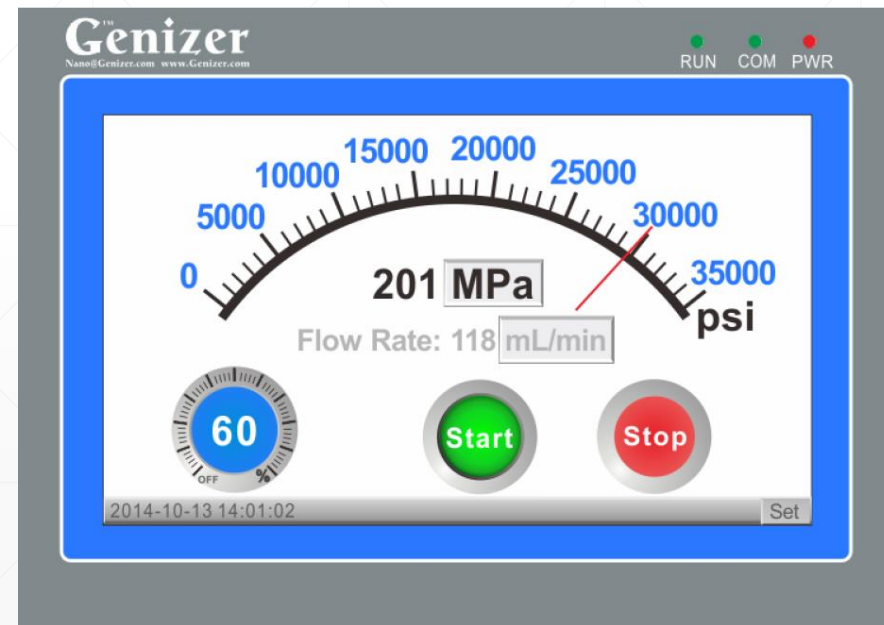 Genizer™
Nano@Genizer.com www.Genizer.com
RUN COM PWR
0 5000 10000 15000 20000 25000 30000 35000
psi
201 MPa
Flow Rate: 118 mL/min
60
OFF %
Start
Stop
2014-10-13 14:01:02
Set